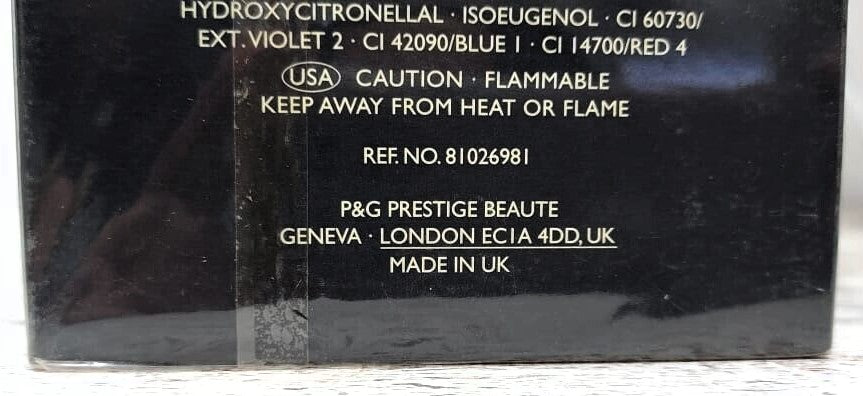 HYDROXYCITRONELLAL · ISOEUGENOL · CI 60730/
EXT. VIOLET 2 · CI 42090/BLUE 1 · CI 14700/RED 4
USA CAUTION · FLAMMABLE
KEEP AWAY FROM HEAT OR FLAME
REF. NO. 81026981
P&G PRESTIGE BEAUTE
GENEVA · LONDON EC1A 4DD, UK
MADE IN UK